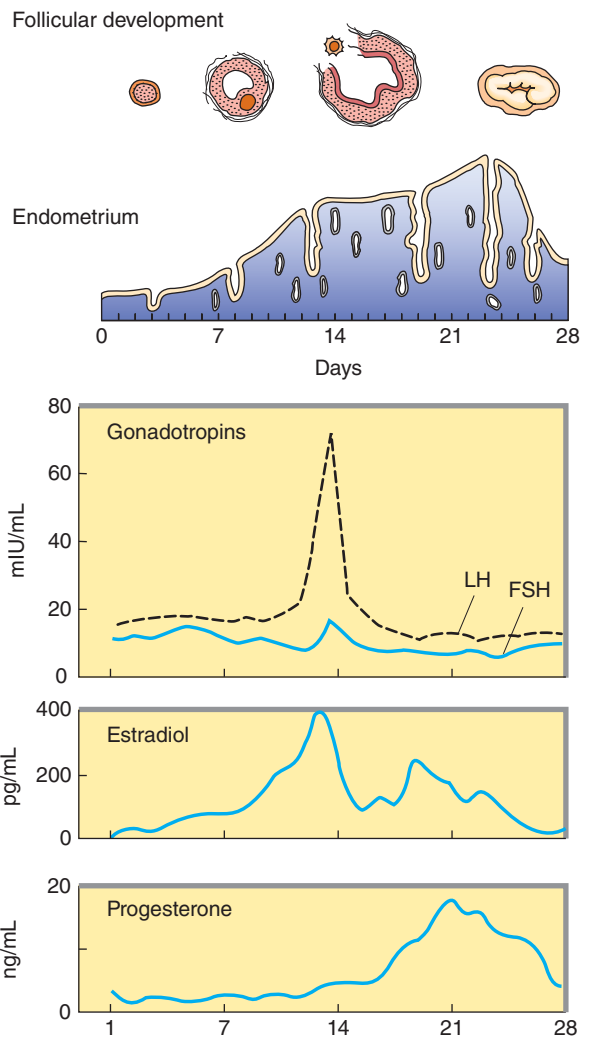 Follicular development
Endometrium
0 7 14 21 28
Days
80
Gonadotropins
60
mIU/mL
40
LH
FSH
20
0
400
Estradiol
pg/mL
200
0
20
Progesterone
ng/mL
0
1 7 14 21 28